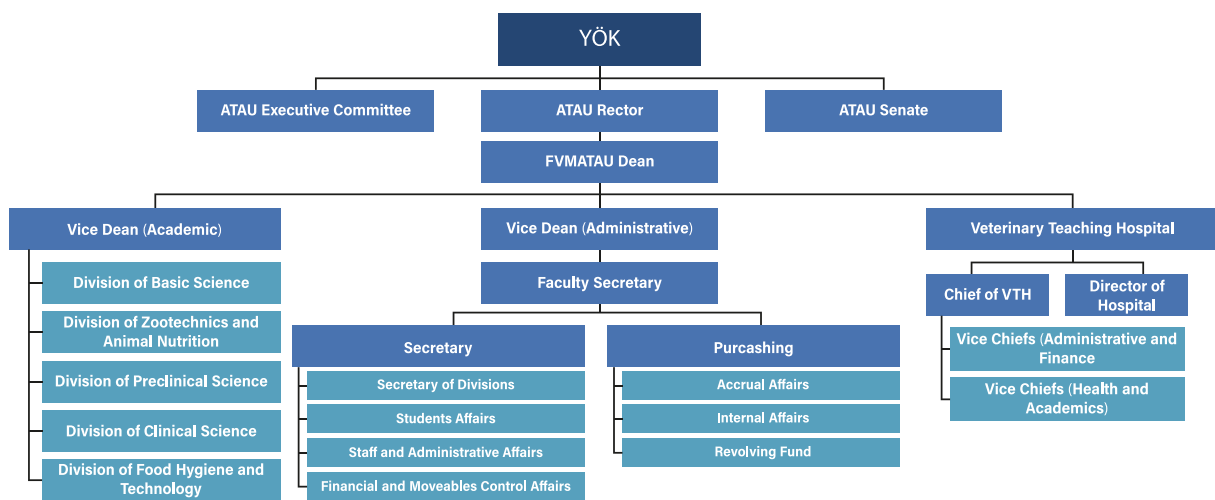 YÖK
ATAU Executive Committee
ATAU Rector
ATAU Senate
FVMATAU Dean
Vice Dean (Academic)
Vice Dean (Administrative)
Veterinary Teaching Hospital
Division of Basic Science
Division of Zootechnics and
Animal Nutrition
Division of Preclinical Science
Division of Clinical Science
Division of Food Hygiene and
Technology
Faculty Secretary
Secretary
Secretary of Divisions
Students Affairs
Staff and Administrative Affairs
Financial and Moveables Control Affairs
Purcashing
Accrual Affairs
Internal Affairs
Revolving Fund
Chief of VTH
Director of
Hospital
Vice Chiefs (Administrative and
Finance
Vice Chiefs (Health and
Academics)